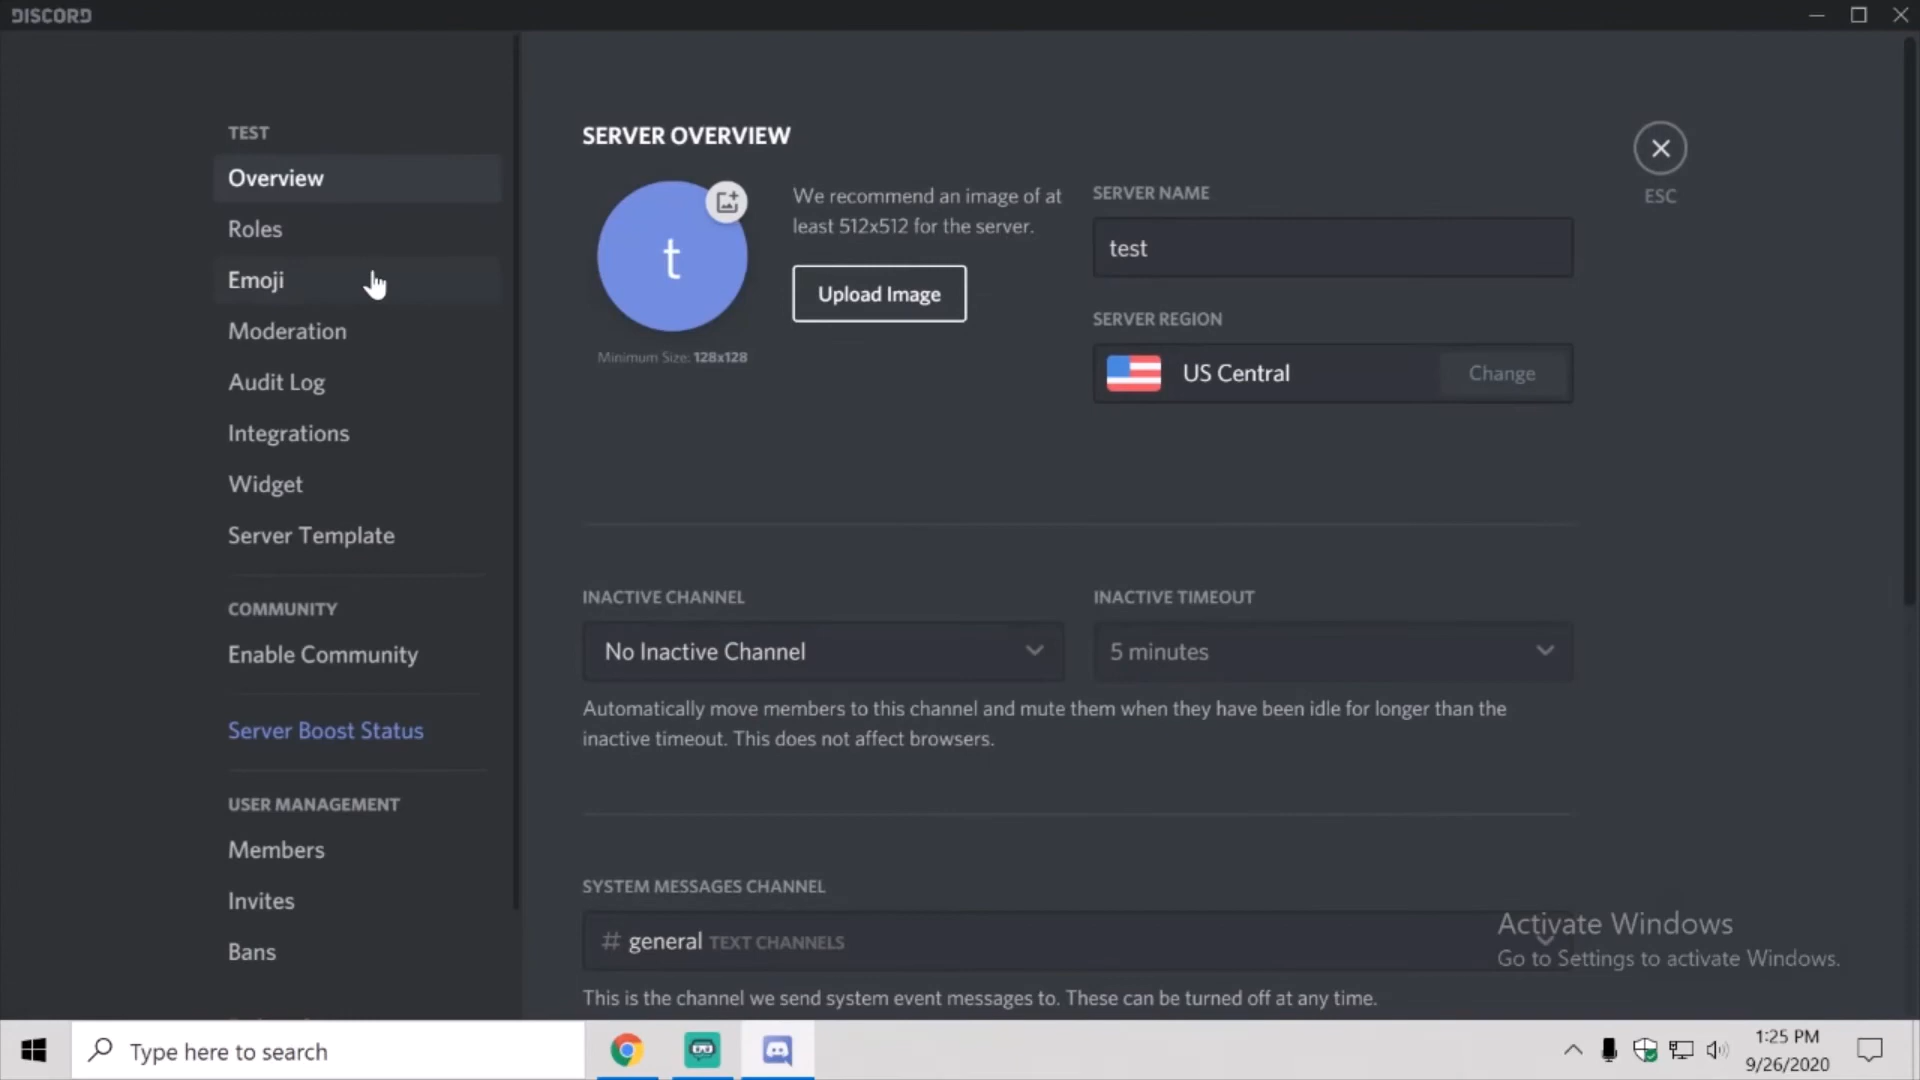 DISCORD
TEST
Overview
Roles
Emoji
Moderation
Audit Log
Integrations
Widget
Server Template
COMMUNITY
Enable Community
Server Boost Status
USER MANAGEMENT
Members
Invites
Bans
SERVER OVERVIEW
t
Minimum Size: 128x128
We recommend an image of at
least 512x512 for the server.
Upload Image
SERVER NAME
test
SERVER REGION
US Central
Change
ESC
INACTIVE CHANNEL
No Inactive Channel
INACTIVE TIMEOUT
5 minutes
Automatically move members to this channel and mute them when they have been idle for longer than the
inactive timeout. This does not affect browsers.
SYSTEM MESSAGES CHANNEL
# general TEXT CHANNELS
This is the channel we send system event messages to. These can be turned off at any time.
Activate Windows
Go to Settings to activate Windows.
Type here to search
1:25 PM
9/26/2020